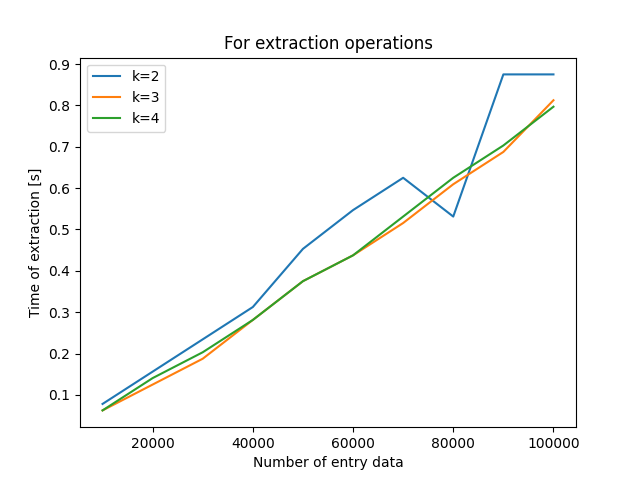 For extraction operations
k=2
k=3
k=4
Time of extraction [s]
0.9
0.8
0.7
0.6
0.5
0.4
0.3
0.2
0.1
20000 40000 60000 80000 100000
Number of entry data